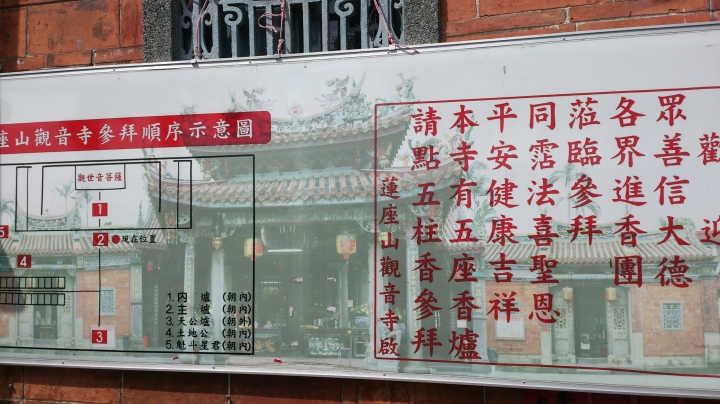 座山觀音寺參拜順序示意圖
觀世音菩薩
1
2
現在位置
5
4
3
1.內 爐(朝內)
2.主 爐(朝內)
3.天公爐(朝外)
4.土地公(朝內)
5.魁斗星君(朝內)
歡迎
眾善信大德
各界進香團
蒞臨參拜
同霑法喜聖恩
平安健康吉祥
本寺有五座香爐
請點五柱香參拜
蓮座山觀音寺啟